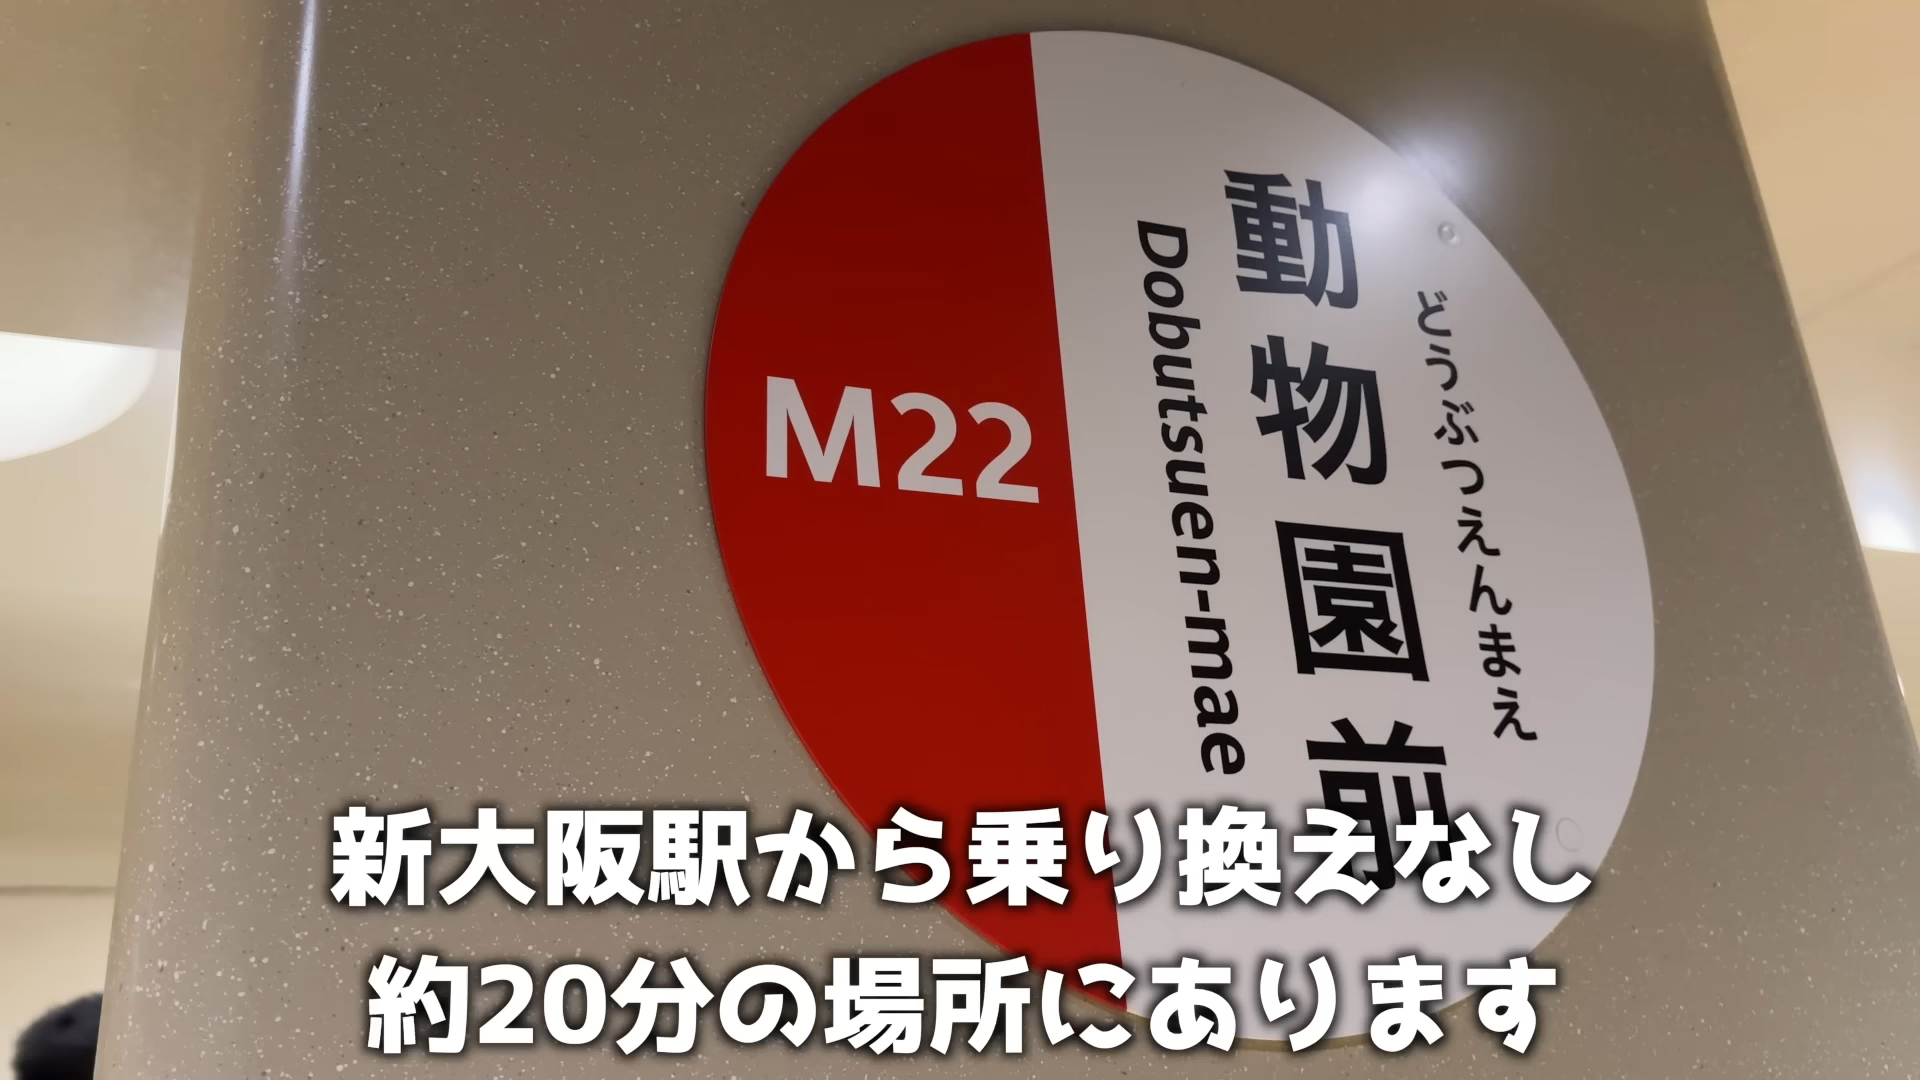 M22
どうぶつえんまえ
動物園前
Dobutsuen-mae
新大阪駅から乗り換えなし
約20分の場所にあります